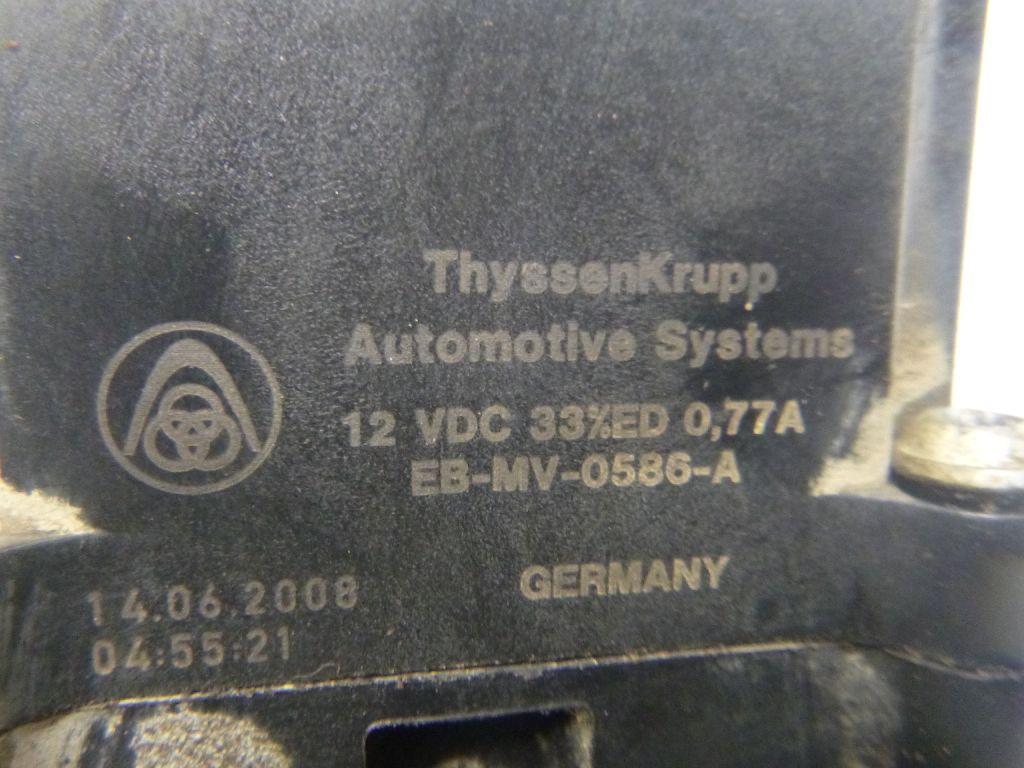 ThyssenKrupp
Automotive Systems
12 VDC 33%ED 0,77A
EB-MV-0586-A
GERMANY
14.06.2008
04:55:21